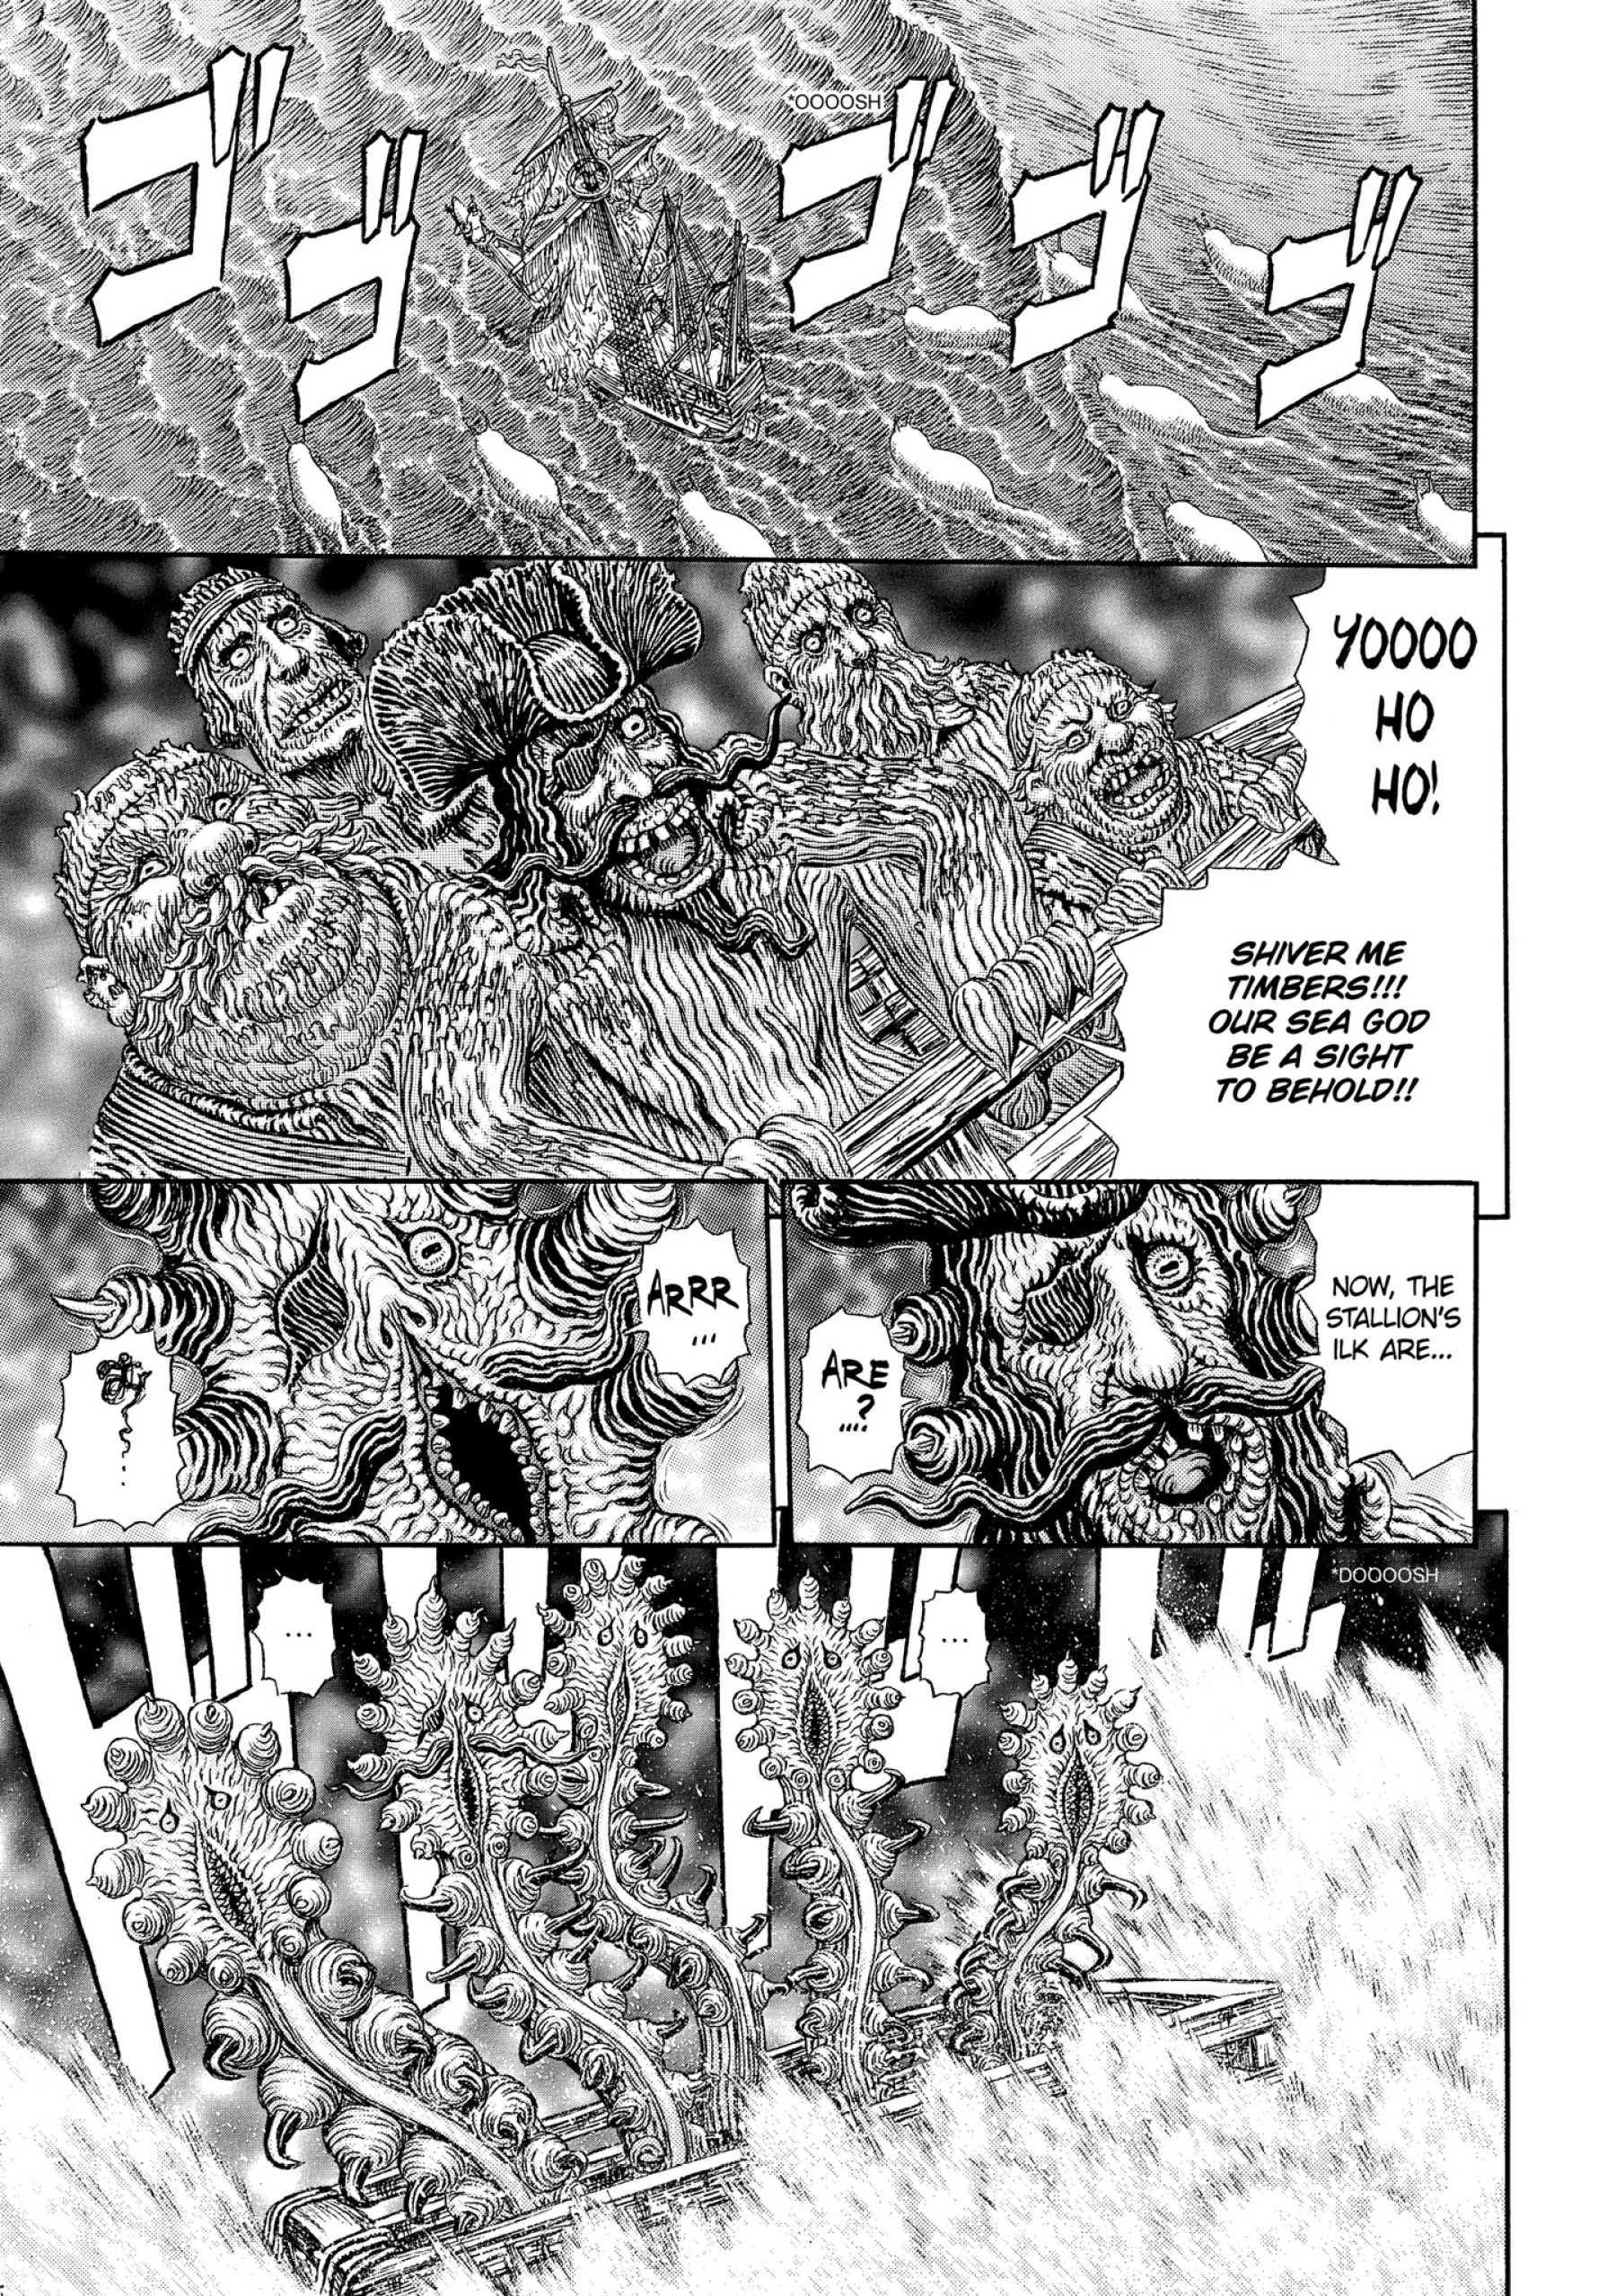 ゴゴゴ
*OOOOSH
ゴゴ
YOOOO
HO
HO!
SHIVER ME
TIMBERS!!!
OUR SEA GOD
BE A SIGHT
TO BEHOLD!!
NOW, THE
STALLION'S
ILK ARE...
ARE
....?
ARRR
...
...
*DOOOOSH
...
...